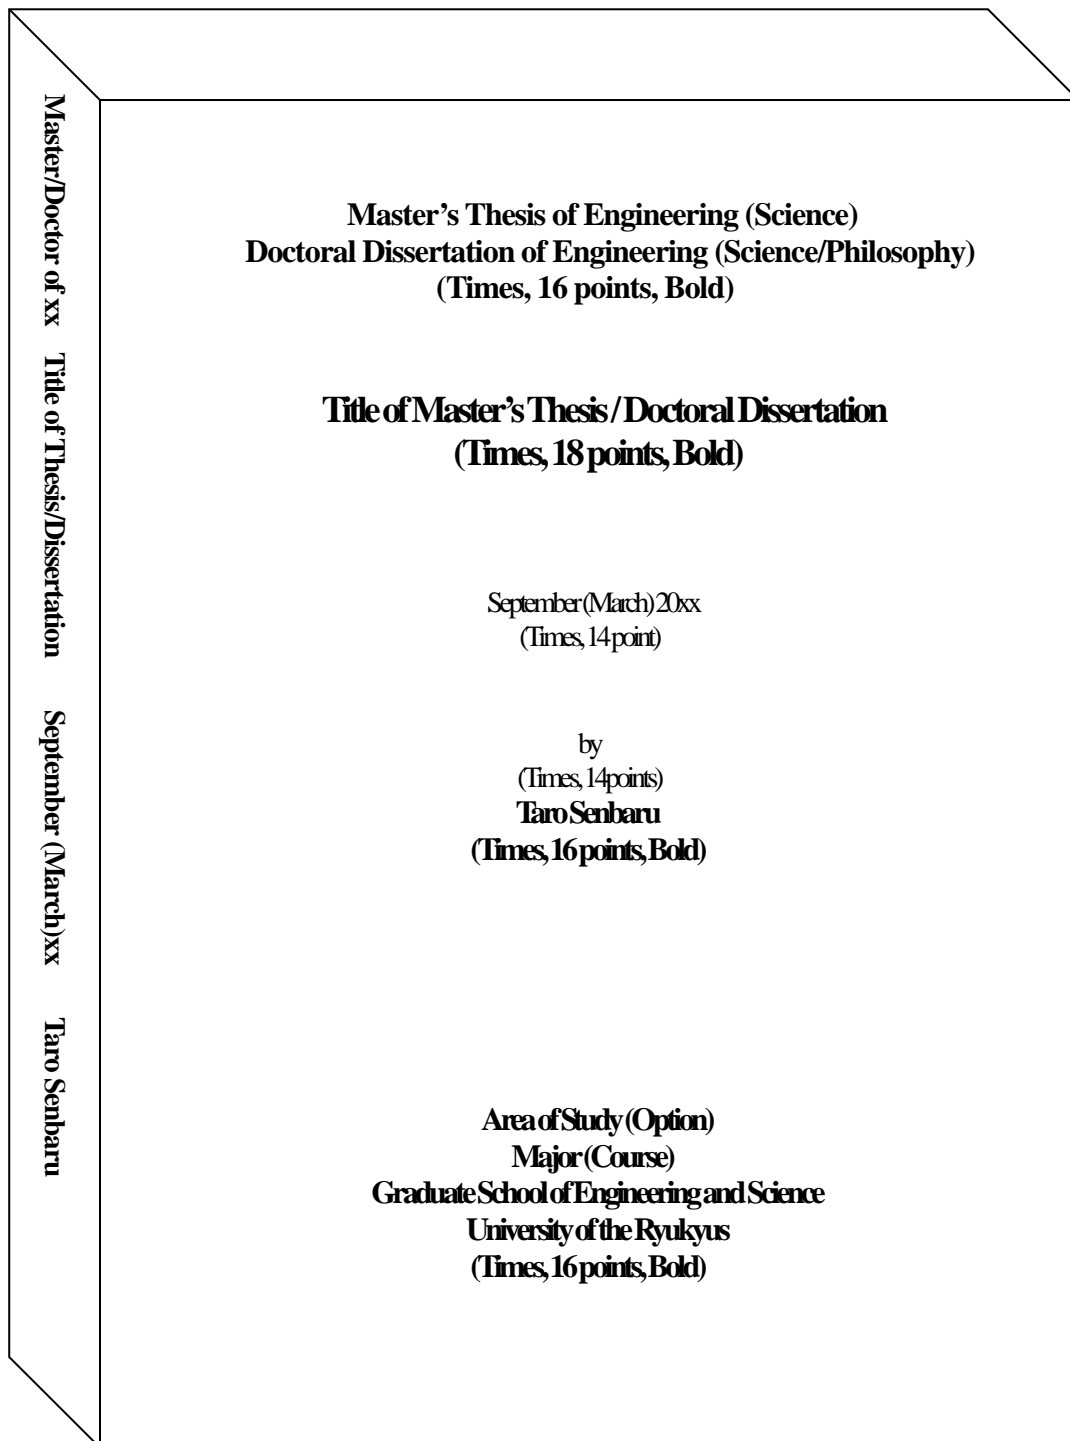 Master/Doctor of xx Title of Thesis/Dissertation September (March)xx Taro Senbaru
Master’s Thesis of Engineering (Science)
Doctoral Dissertation of Engineering (Science/Philosophy)
(Times, 16 points, Bold)
Title of Master’s Thesis / Doctoral Dissertation
(Times, 18 points, Bold)
September (March) 20xx
(Times, 14 point)
by
(Times, 14points)
Taro Senbaru
(Times, 16 points, Bold)
Area of Study (Option)
Major (Course)
Graduate School of Engineering and Science
University of the Ryukyus
(Times, 16 points, Bold)